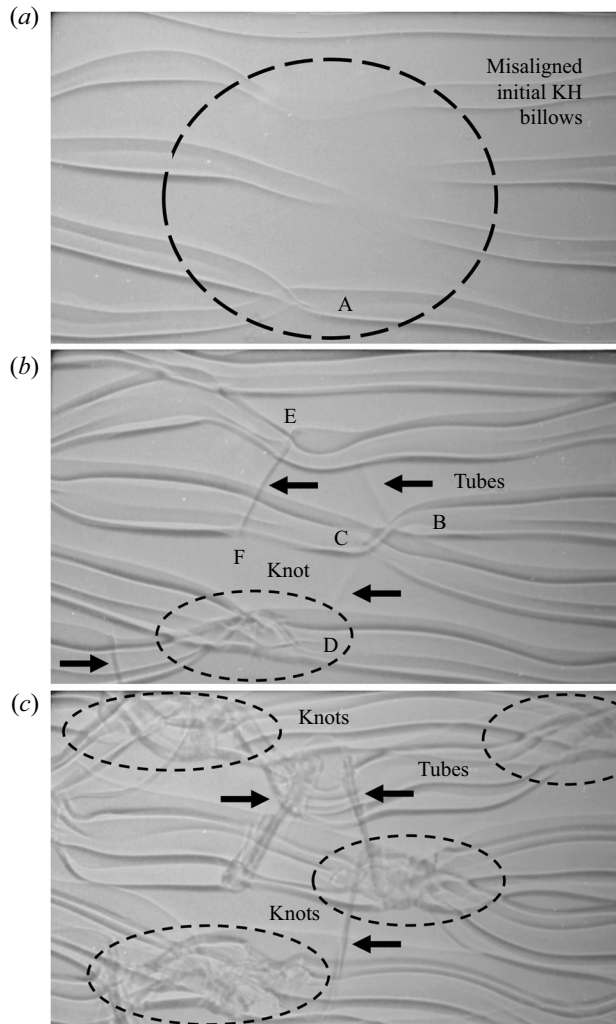 (a)
Misaligned
initial KH
billows
A
(b)
E
Tubes
B
C
F
Knot
D
(c)
Knots
Tubes
Knots